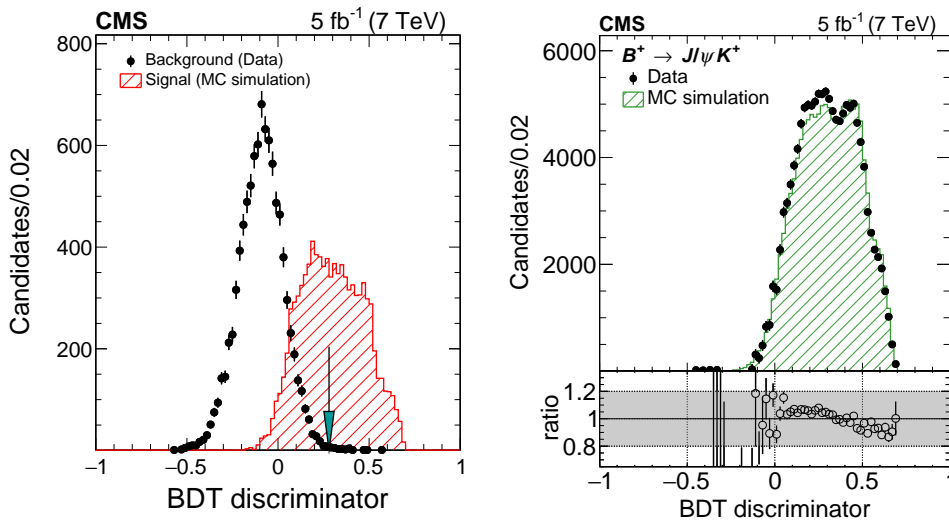 CMS 5 fb⁻¹ (7 TeV)
800
600
400
200
Candidates/0.02
Background (Data)
Signal (MC simulation)
−1 −0.5 0 0.5 1
BDT discriminator
CMS 5 fb⁻¹ (7 TeV)
6000
4000
2000
Candidates/0.02
B⁺ → J/ψ K⁺
Data
MC simulation
1.2
1
0.8
ratio
−1 −0.5 0 0.5 1
BDT discriminator